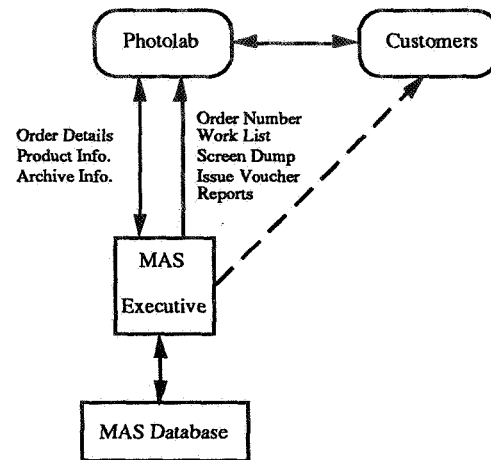 Photolab
Customers
Order Details
Product Info.
Archive Info.
Order Number
Work List
Screen Dump
Issue Voucher
Reports
MAS
Executive
MAS Database